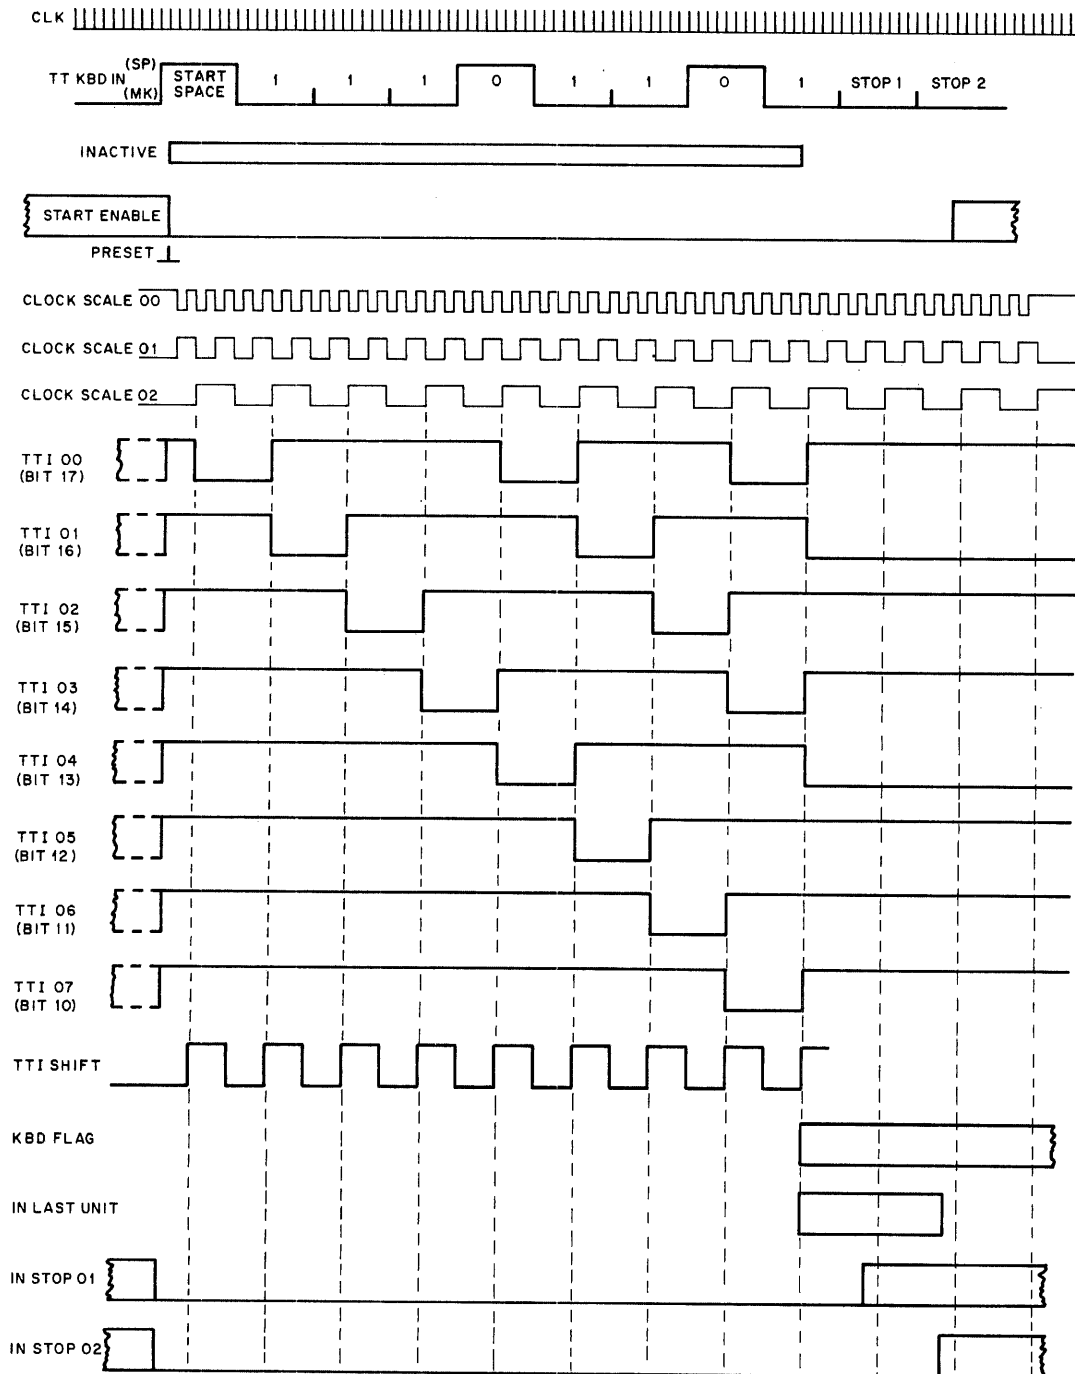 CLK
TT KBD IN (SP) (MK) START SPACE 1 1 1 0 1 1 0 1 STOP 1 STOP 2
INACTIVE
START ENABLE
PRESET
CLOCK SCALE 00
CLOCK SCALE 01
CLOCK SCALE 02
TTI 00
(BIT 17)
TTI 01
(BIT 16)
TTI 02
(BIT 15)
TTI 03
(BIT 14)
TTI 04
(BIT 13)
TTI 05
(BIT 12)
TTI 06
(BIT 11)
TTI 07
(BIT 10)
TTI SHIFT
KBD FLAG
IN LAST UNIT
IN STOP 01
IN STOP 02